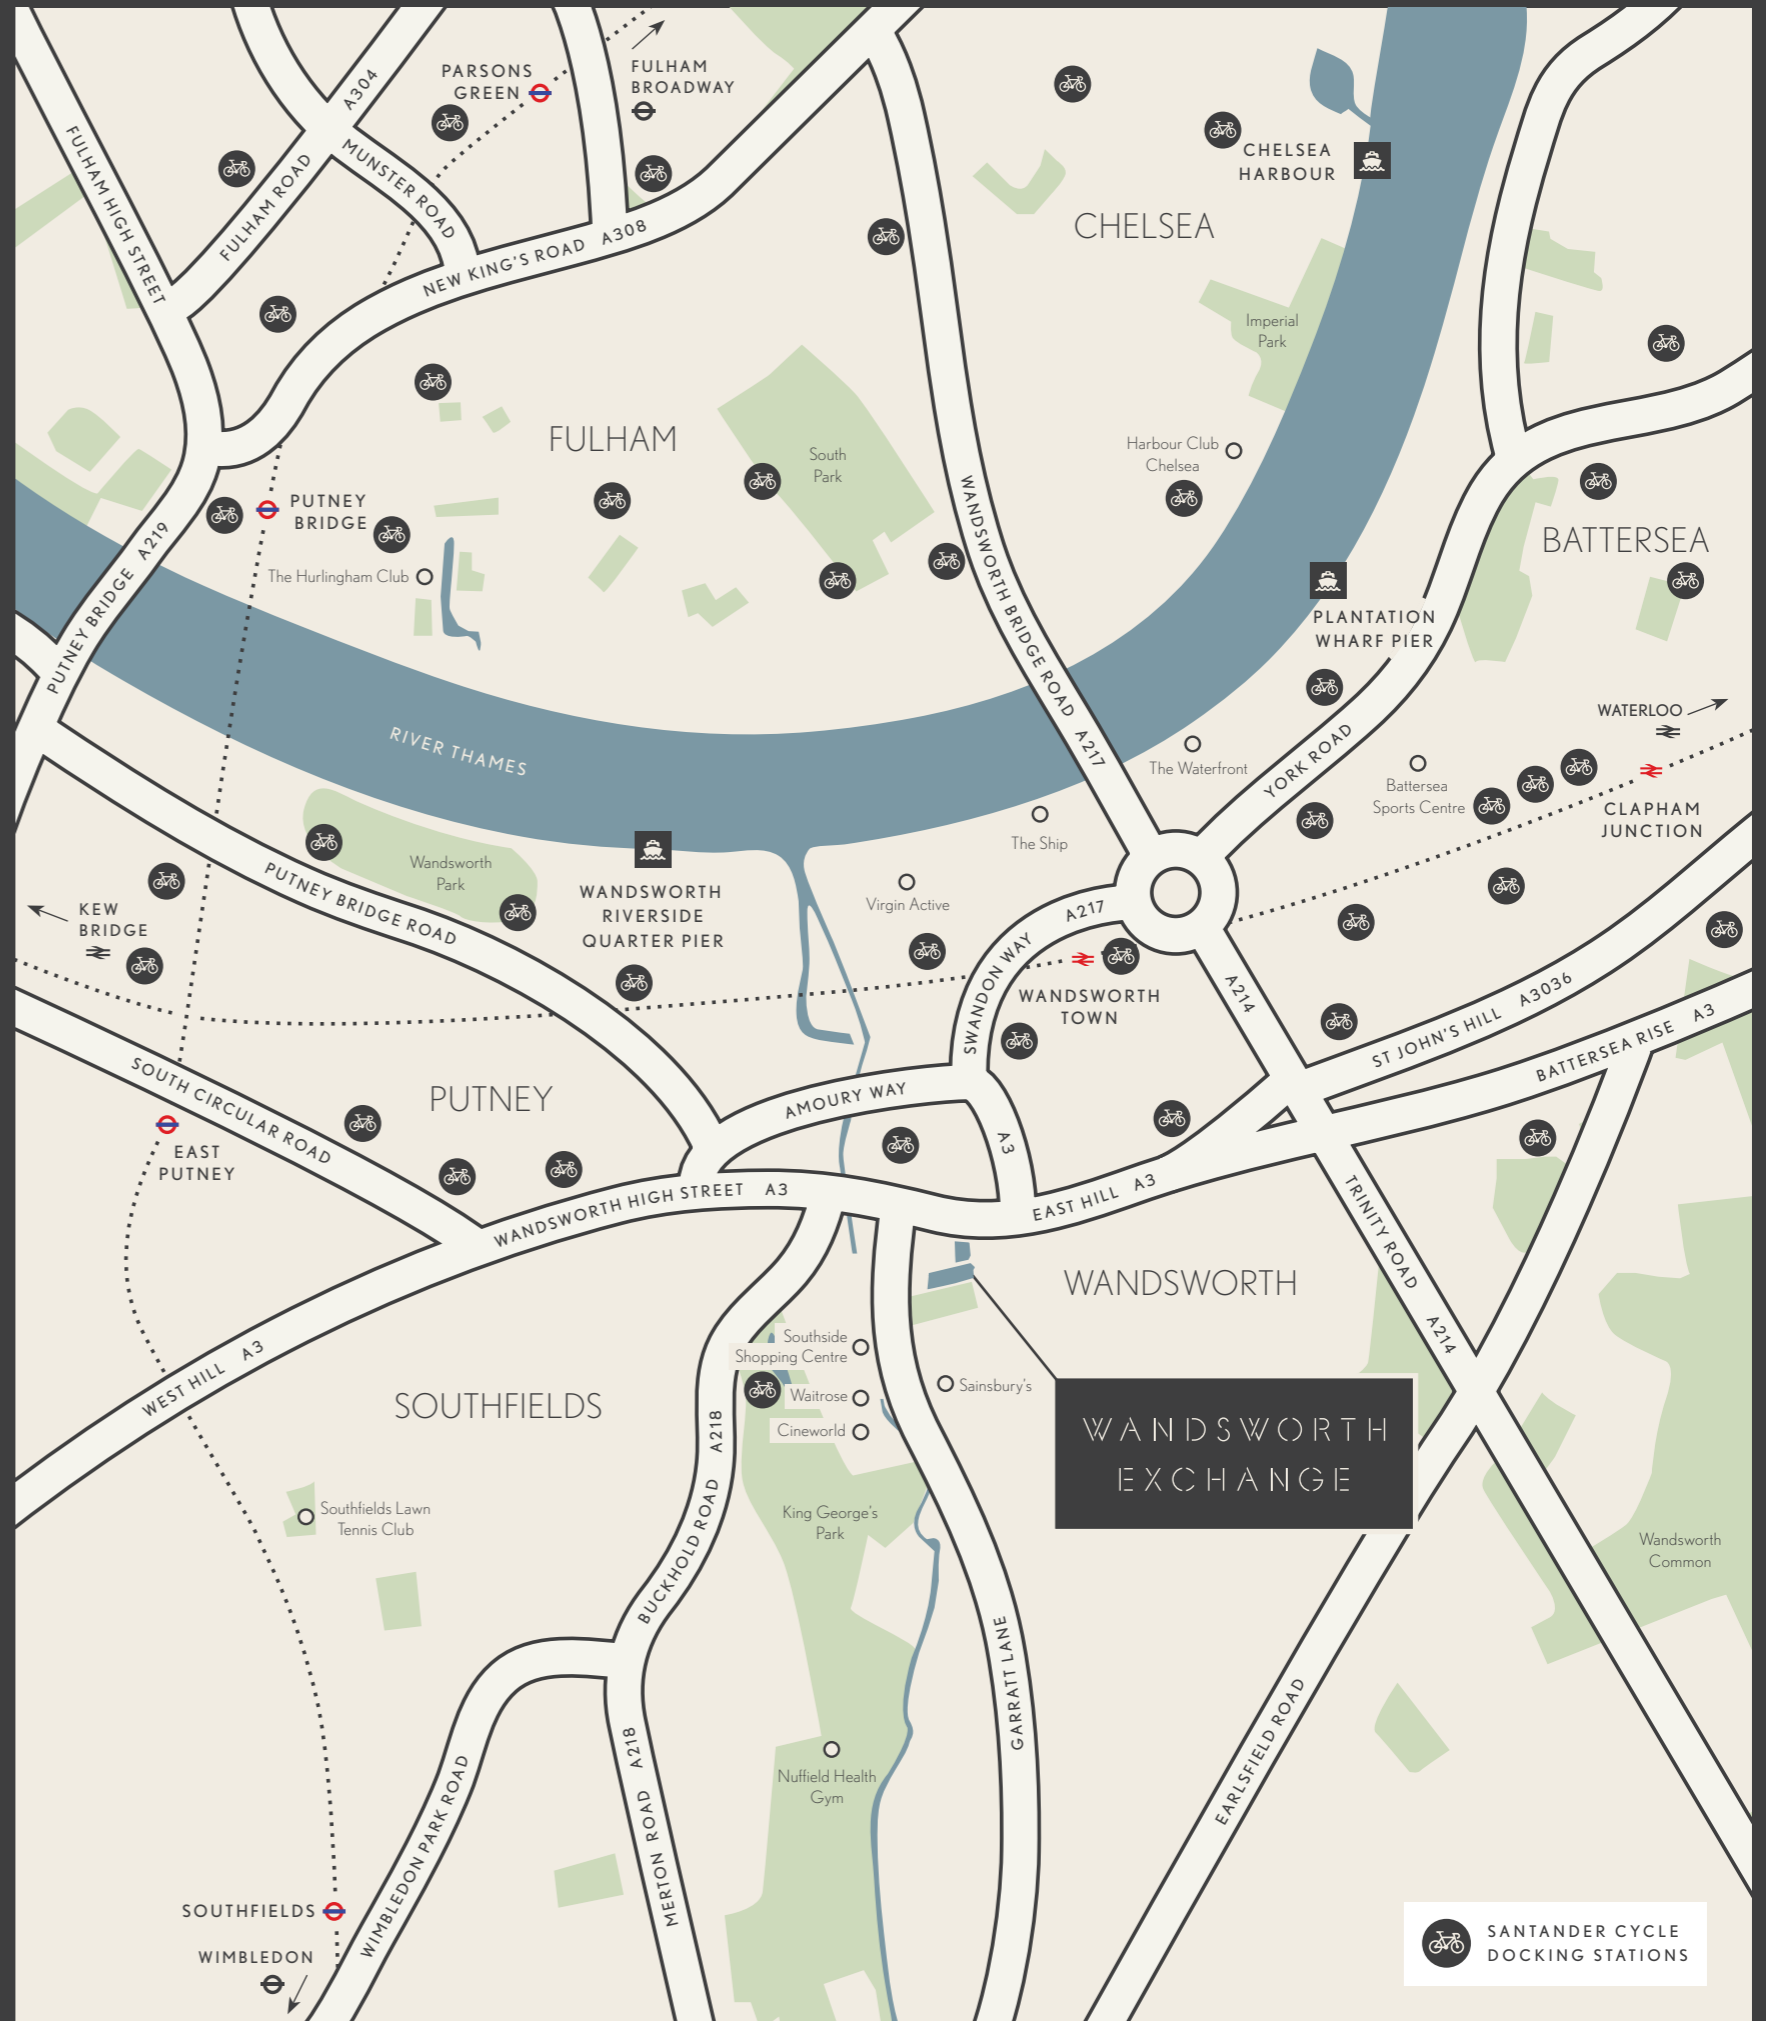 PARSONS
GREEN
FULHAM
BROADWAY
A304
FULHAM HIGH STREET
FULHAM ROAD
MUNSTER ROAD
NEW KING'S ROAD A308
CHELSEA
HARBOUR
CHELSEA
Imperial
Park
FULHAM
South
Park
Harbour Club
Chelsea
PUTNEY
BRIDGE
The Hurlingham Club
PUTNEY BRIDGE A219
WANDSWORTH BRIDGE ROAD A217
BATTERSEA
PLANTATION
WHARF PIER
RIVER THAMES
WATERLOO
The Waterfront
YORK ROAD
Battersea
Sports Centre
CLAPHAM
JUNCTION
The Ship
Wandsworth
Park
PUTNEY BRIDGE ROAD
WANDSWORTH
RIVERSIDE
QUARTER PIER
Virgin Active
A217
KEW
BRIDGE
SWANDON WAY
WANDSWORTH
TOWN
A214
ST JOHN'S HILL A3036
BATTERSEA RISE A3
SOUTH CIRCULAR ROAD
PUTNEY
AMOURY WAY
A3
EAST
PUTNEY
WANDSWORTH HIGH STREET A3
EAST HILL A3
TRINITY ROAD A214
WANDSWORTH
WEST HILL A3
SOUTHFIELDS
Southside
Shopping Centre
Waitrose
Cineworld
Sainsbury's
A218
BUCKHOLD ROAD
WANDSWORTH
EXCHANGE
Southfields Lawn
Tennis Club
King George's
Park
Wandsworth
Common
GARRATT LANE
EARLSFIELD ROAD
Nuffield Health
Gym
MERTON ROAD A218
WIMBLEDON PARK ROAD
SOUTHFIELDS
WIMBLEDON
SANTANDER CYCLE
DOCKING STATIONS